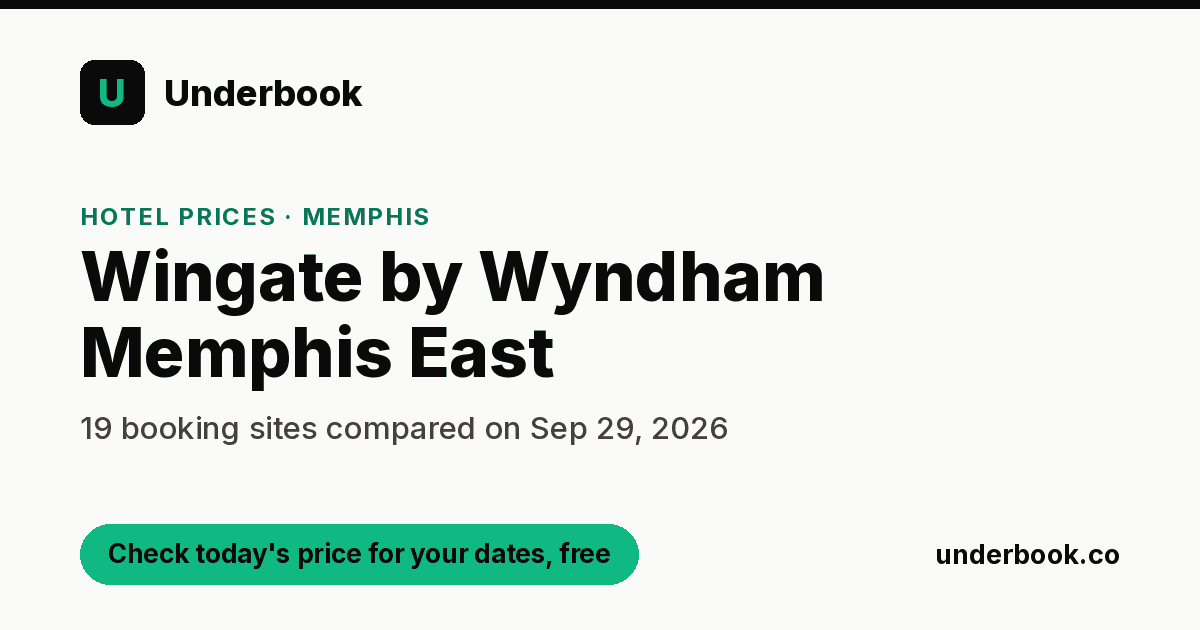 U Underbook
HOTEL PRICES · MEMPHIS
Wingate by Wyndham
Memphis East
19 booking sites compared on Sep 29, 2026
Check today's price for your dates, free
underbook.co